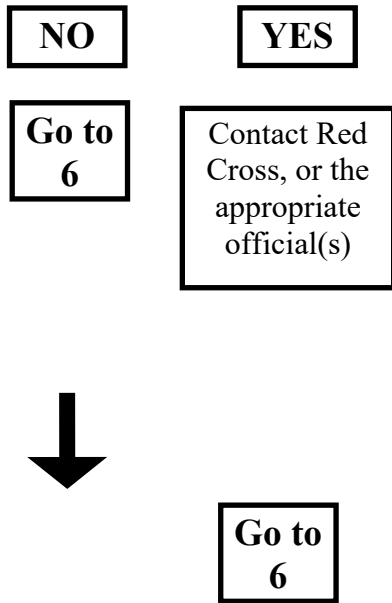 NO
YES
Go to
6
Contact Red
Cross, or the
appropriate
official(s)
Go to
6